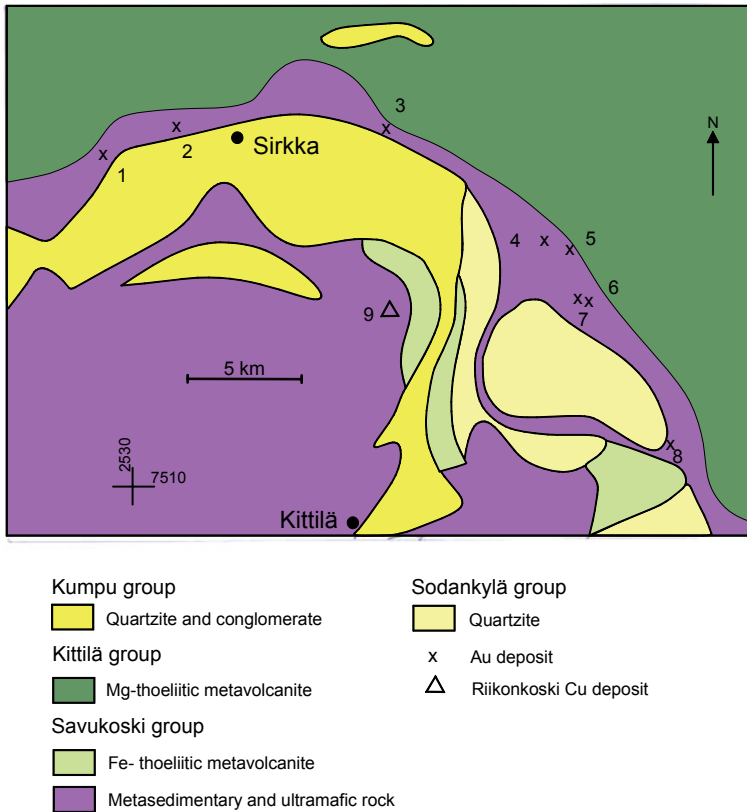 3
N
Sirkka
1
2
4
5
6
9
7
5 km
2530
7510
8
Kittilä
Kumpu group
Quartzite and conglomerate
Kittilä group
Mg-thoeliitic metavolcanite
Savukoski group
Fe- thoeliitic metavolcanite
Metasedimentary and ultramafic rock
Sodankylä group
Quartzite
x Au deposit
Riikonkoski Cu deposit